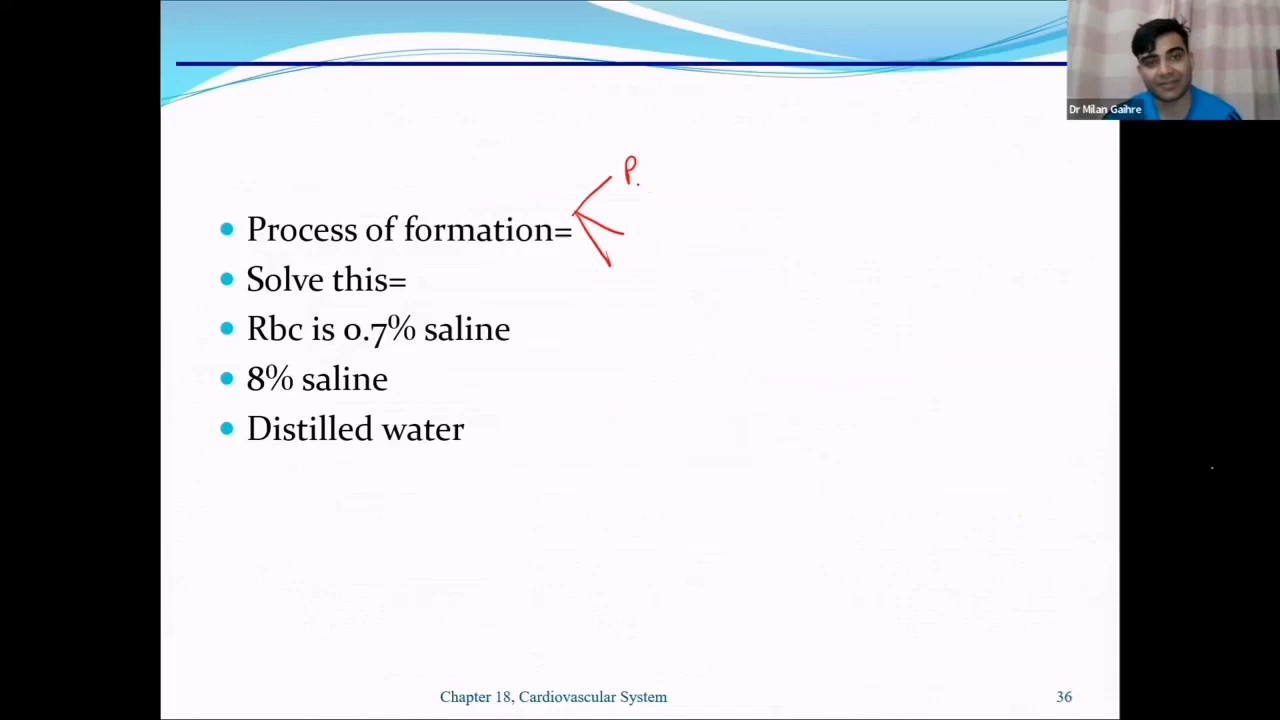 Dr Milan Gaihre
P.
Process of formation=
Solve this=
Rbc is 0.7% saline
8% saline
Distilled water
Chapter 18, Cardiovascular System
36